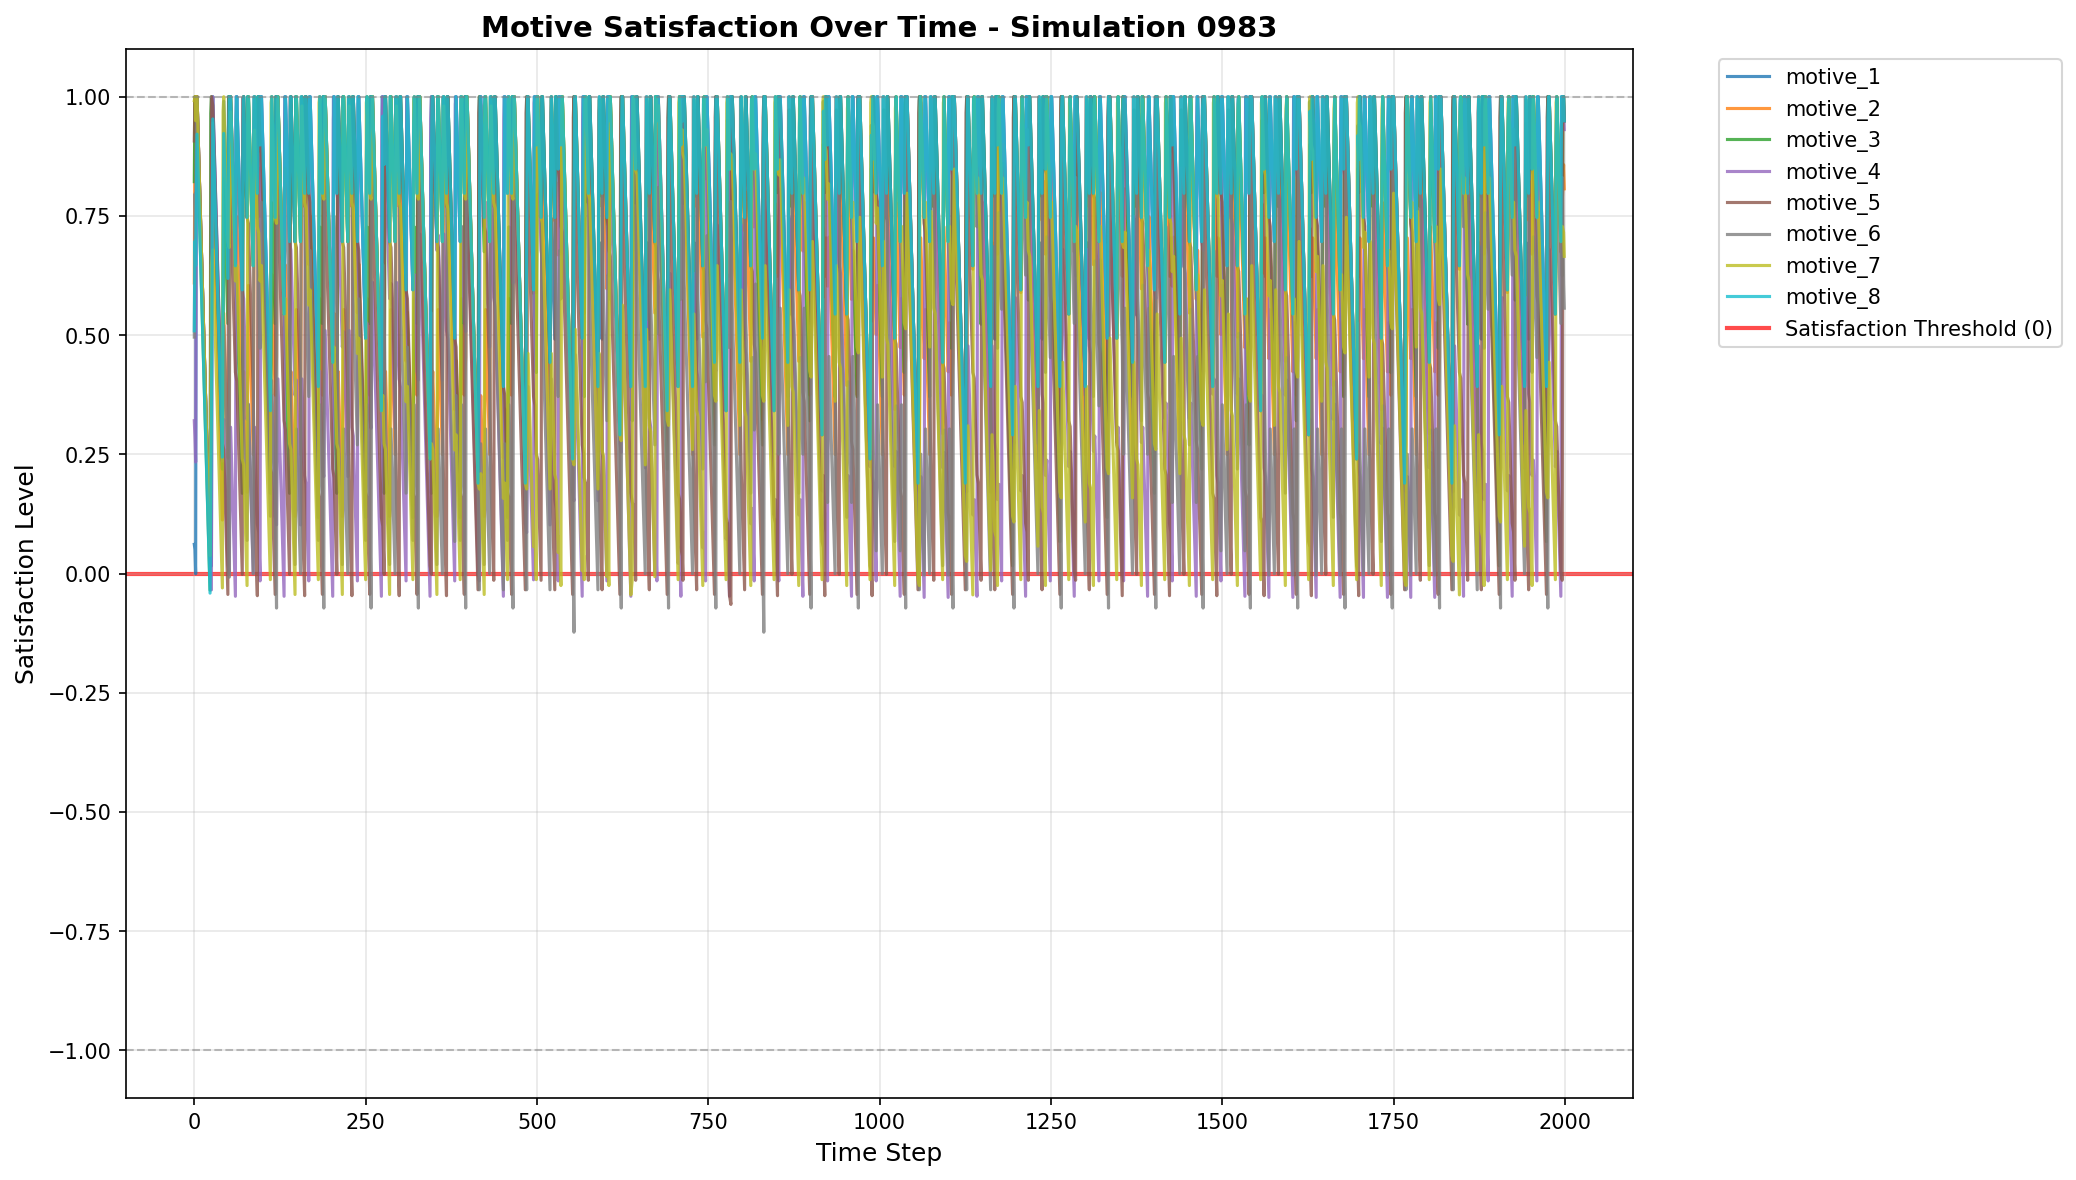 Motive Satisfaction Over Time - Simulation 0983
1.00
0.75
0.50
0.25
0.00
−0.25
−0.50
−0.75
−1.00
Satisfaction Level
0 250 500 750 1000 1250 1500 1750 2000
Time Step
motive_1
motive_2
motive_3
motive_4
motive_5
motive_6
motive_7
motive_8
Satisfaction Threshold (0)